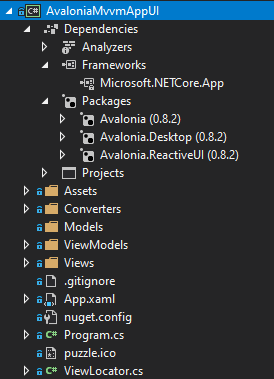 C# AvaloniaMvvmAppUI
Dependencies
Analyzers
Frameworks
Microsoft.NETCore.App
Packages
Avalonia (0.8.2)
Avalonia.Desktop (0.8.2)
Avalonia.ReactiveUI (0.8.2)
Projects
Assets
Converters
Models
ViewModels
Views
.gitignore
App.xaml
nuget.config
C# Program.cs
puzzle.ico
C# ViewLocator.cs